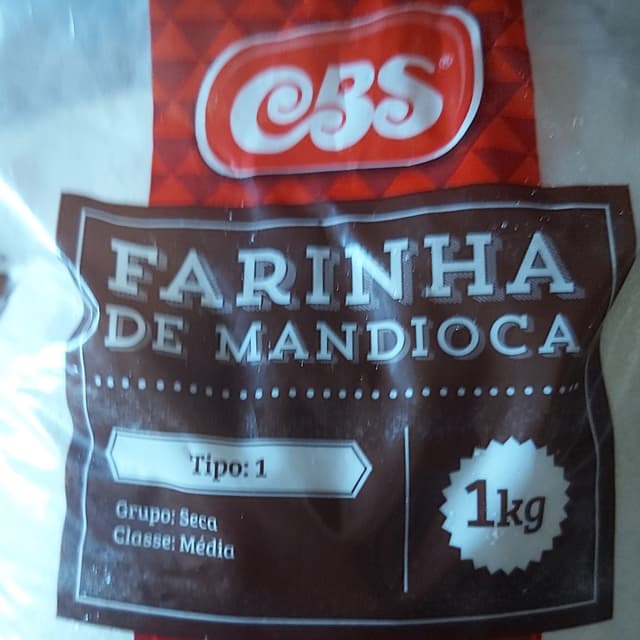 CBS®
FARINHA
DE MANDIOCA
Tipo: 1
Grupo: Seca
Classe: Média
1kg